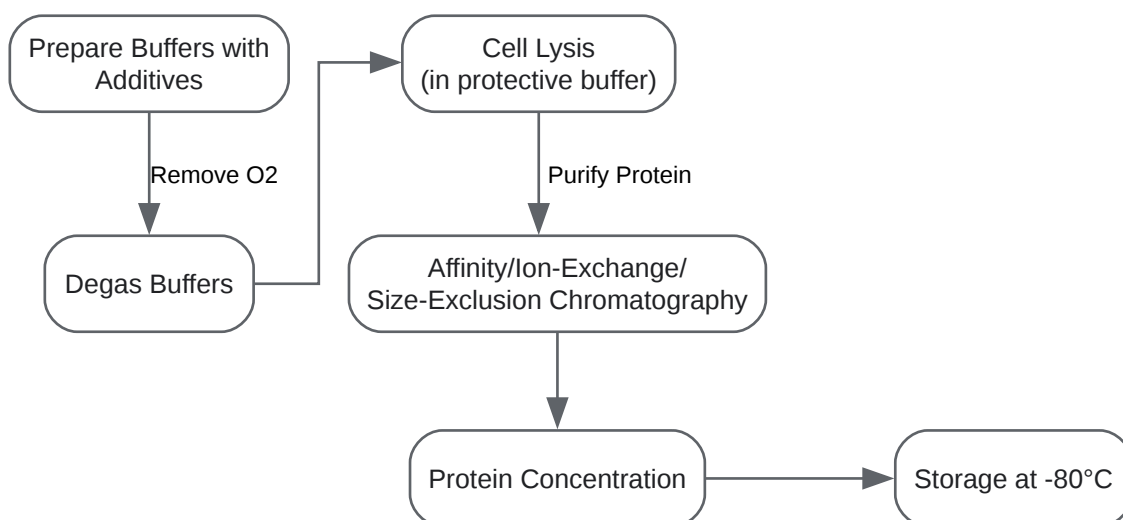 Prepare Buffers with
Additives
Remove O2
Degas Buffers
Cell Lysis
(in protective buffer)
Purify Protein
Affinity/Ion-Exchange/
Size-Exclusion Chromatography
Protein Concentration
Storage at -80°C